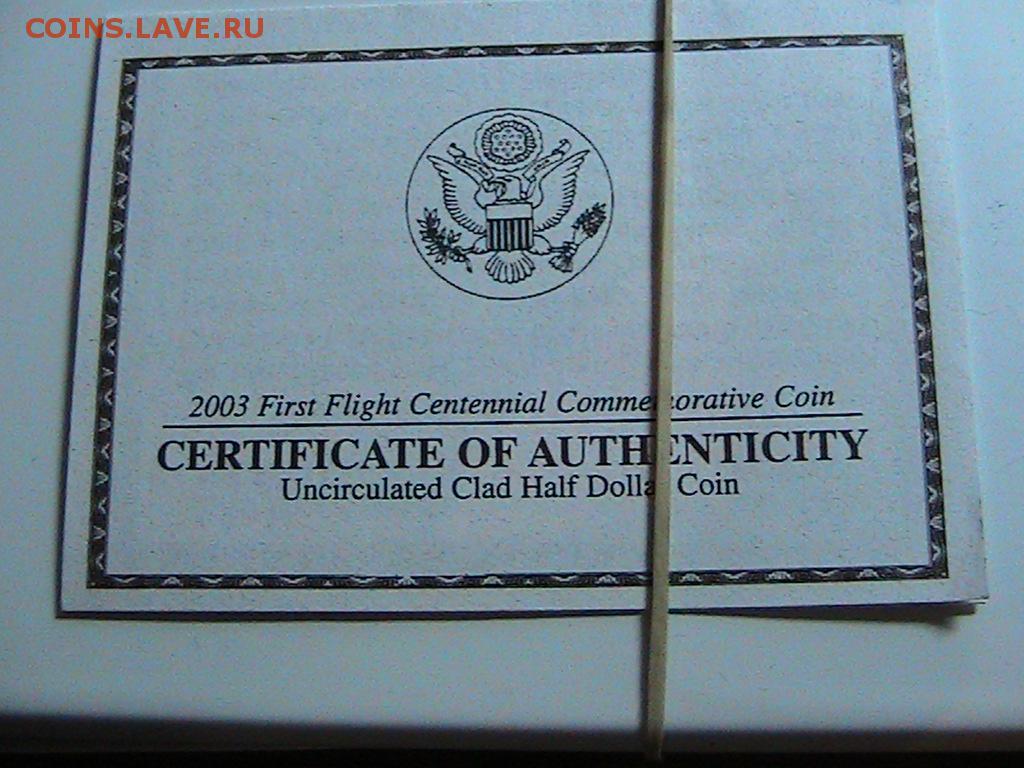 COINS.LAVE.RU
2003 First Flight Centennial Commemorative Coin
CERTIFICATE OF AUTHENTICITY
Uncirculated Clad Half Dollar Coin